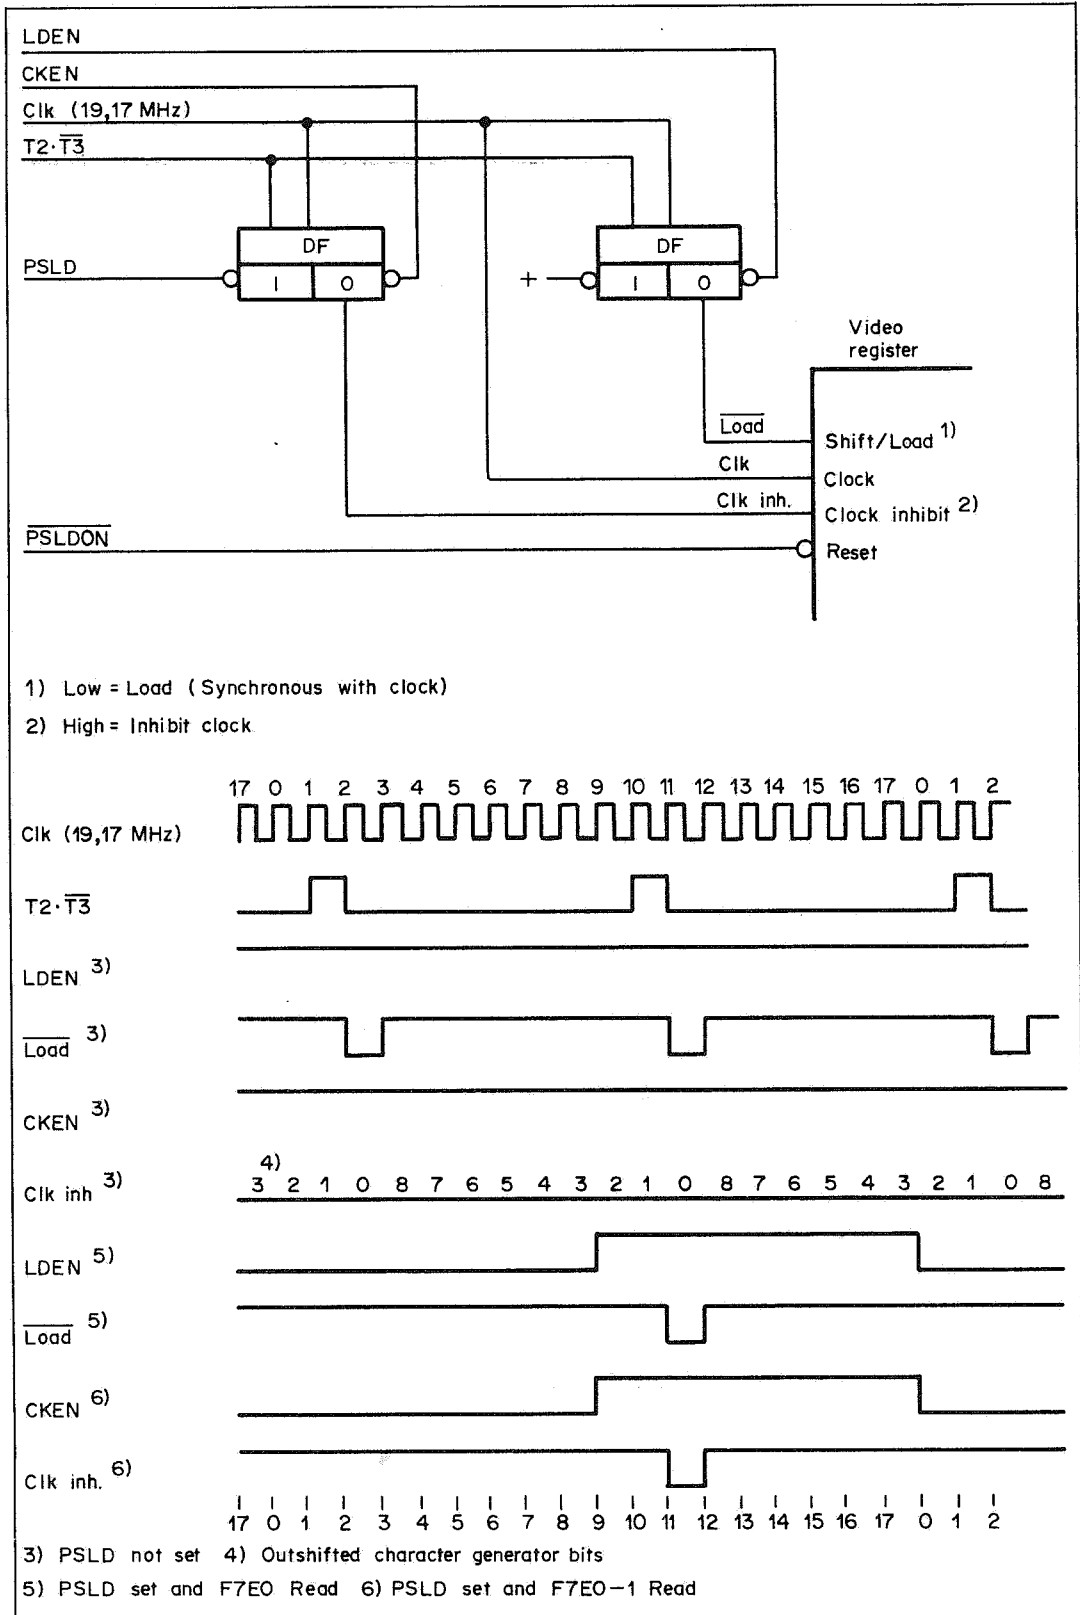 LDEN
CKEN
Clk (19,17 MHz)
T2·T3
DF
DF
PSLD
I
O
+
I
O
Video
register
Load
Shift/Load 1)
Clk
Clock
Clk inh.
Clock inhibit 2)
PSLDON
Reset
1) Low = Load (Synchronous with clock)
2) High = Inhibit clock
17 0 1 2 3 4 5 6 7 8 9 10 11 12 13 14 15 16 17 0 1 2
Clk (19,17 MHz)
T2·T3
LDEN 3)
Load 3)
CKEN 3)
4)
Clk inh 3) 3 2 1 0 8 7 6 5 4 3 2 1 0 8 7 6 5 4 3 2 1 0 8
LDEN 5)
Load 5)
CKEN 6)
Clk inh. 6)
17 0 1 2 3 4 5 6 7 8 9 10 11 12 13 14 15 16 17 0 1 2
3) PSLD not set 4) Outshifted character generator bits
5) PSLD set and F7EO Read 6) PSLD set and F7EO-1 Read